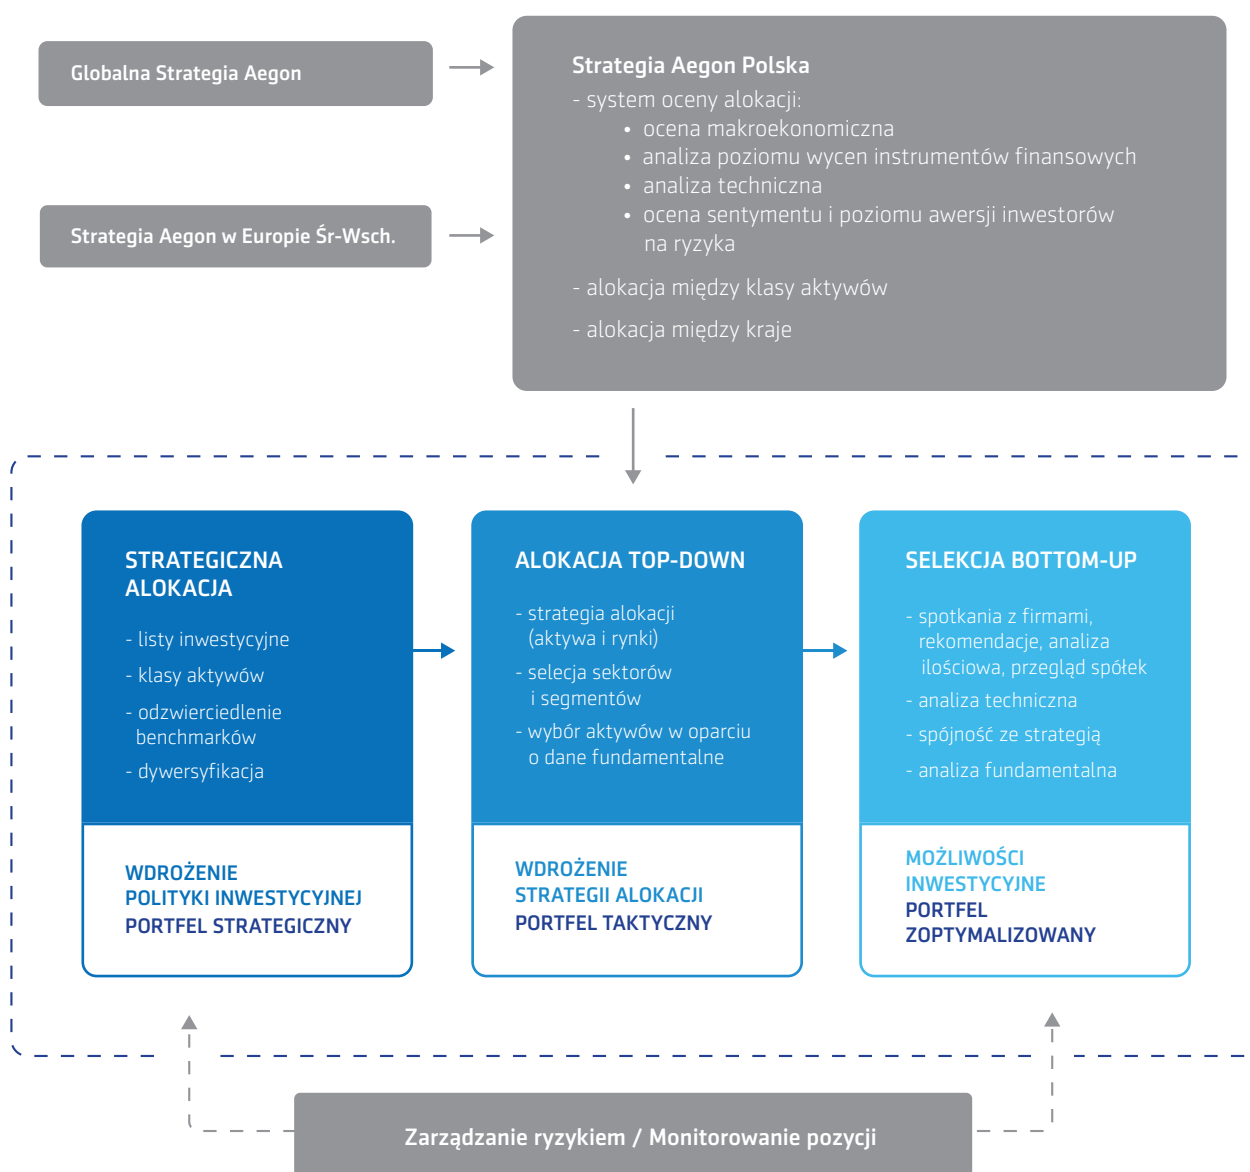 Globalna Strategia Aegon
Strategia Aegon w Europie Śr-Wsch.
Strategia Aegon Polska
- system oceny alokacji:
• ocena makroekonomiczna
• analiza poziomu wycen instrumentów finansowych
• analiza techniczna
• ocena sentymentu i poziomu awersji inwestorów
na ryzyka
- alokacja między klasy aktywów
- alokacja między kraje
STRATEGICZNA
ALOKACJA
- listy inwestycyjne
- klasy aktywów
- odzwierciedlenie
benchmarków
- dywersyfikacja
WDROŻENIE
POLITYKI INWESTYCYJNEJ
PORTFEL STRATEGICZNY
ALOKACJA TOP-DOWN
- strategia alokacji
(aktywa i rynki)
- selecja sektorów
i segmentów
- wybór aktywów w oparciu
o dane fundamentalne
WDROŻENIE
STRATEGII ALOKACJI
PORTFEL TAKTYCZNY
SELEKCJA BOTTOM-UP
- spotkania z firmami,
rekomendacje, analiza
ilościowa, przegląd spółek
- analiza techniczna
- spójność ze strategią
- analiza fundamentalna
MOŻLIWOŚCI
INWESTYCYJNE
PORTFEL
ZOPTYMALIZOWANY
Zarządzanie ryzykiem / Monitorowanie pozycji